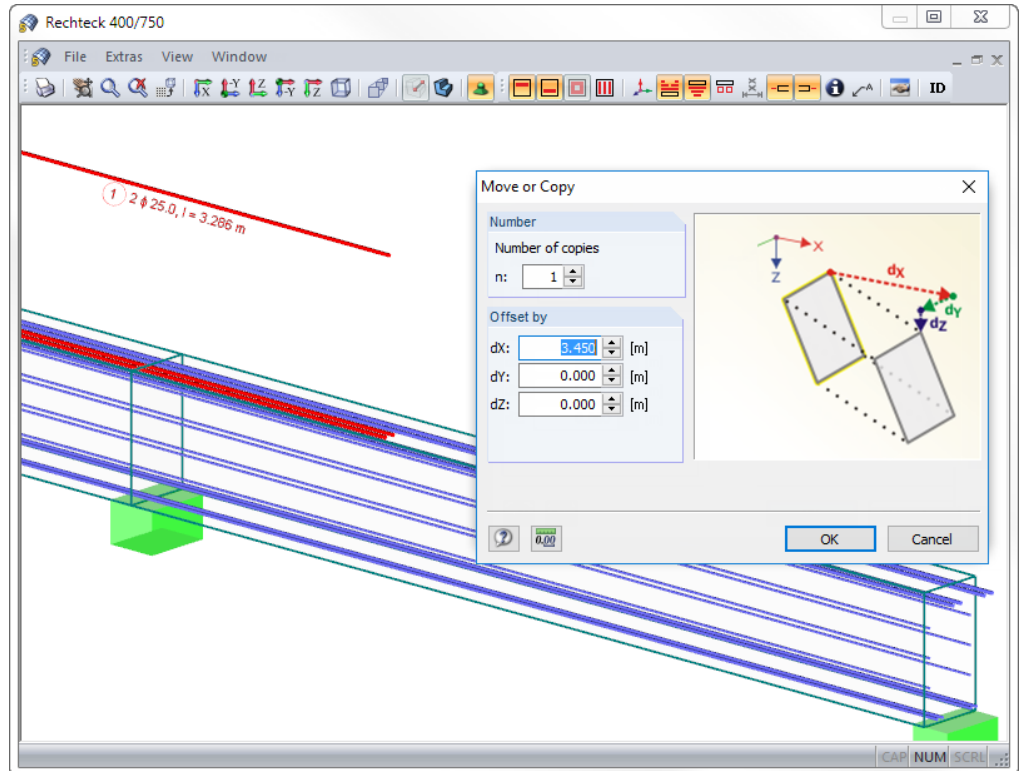 Rechteck 400/750
File Extras View Window
ID
1 2 ϕ 25.0, l = 3.286 m
Move or Copy
Number
Number of copies
n: 1
Offset by
dX: 3.450 [m]
dY: 0.000 [m]
dZ: 0.000 [m]
X
Z
dX
dY
dZ
0.00
OK Cancel
CAP NUM SCRL